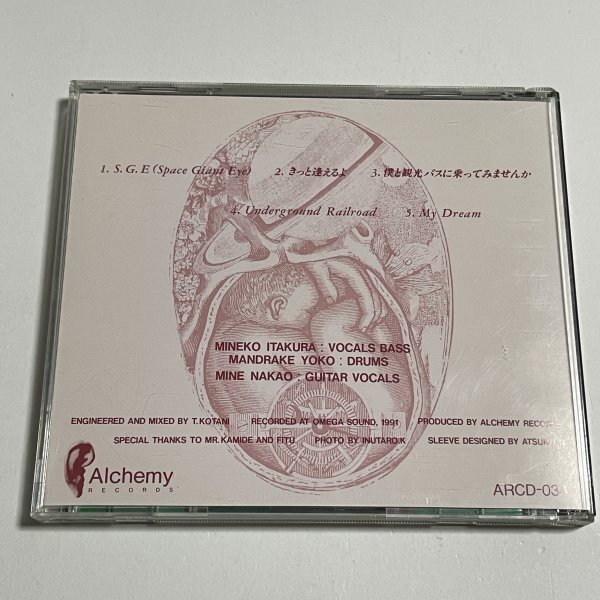 1. S. G. E (Space Giant Eye) 2. きっと逢えるよ 3. 僕と観光バスに乗ってみませんか
4. Underground Railroad 5. My Dream
MINEKO ITAKURA : VOCALS BASS
MANDRAKE YOKO : DRUMS
MINE NAKAO : GUITAR VOCALS
ENGINEERED AND MIXED BY T.KOTANI RECORDED AT OMEGA SOUND, 1991 PRODUCED BY ALCHEMY RECORDS
SPECIAL THANKS TO MR.KAMIDE AND FITU. PHOTO BY INUTARO.K SLEEVE DESIGNED BY
Alchemy
RECORDS